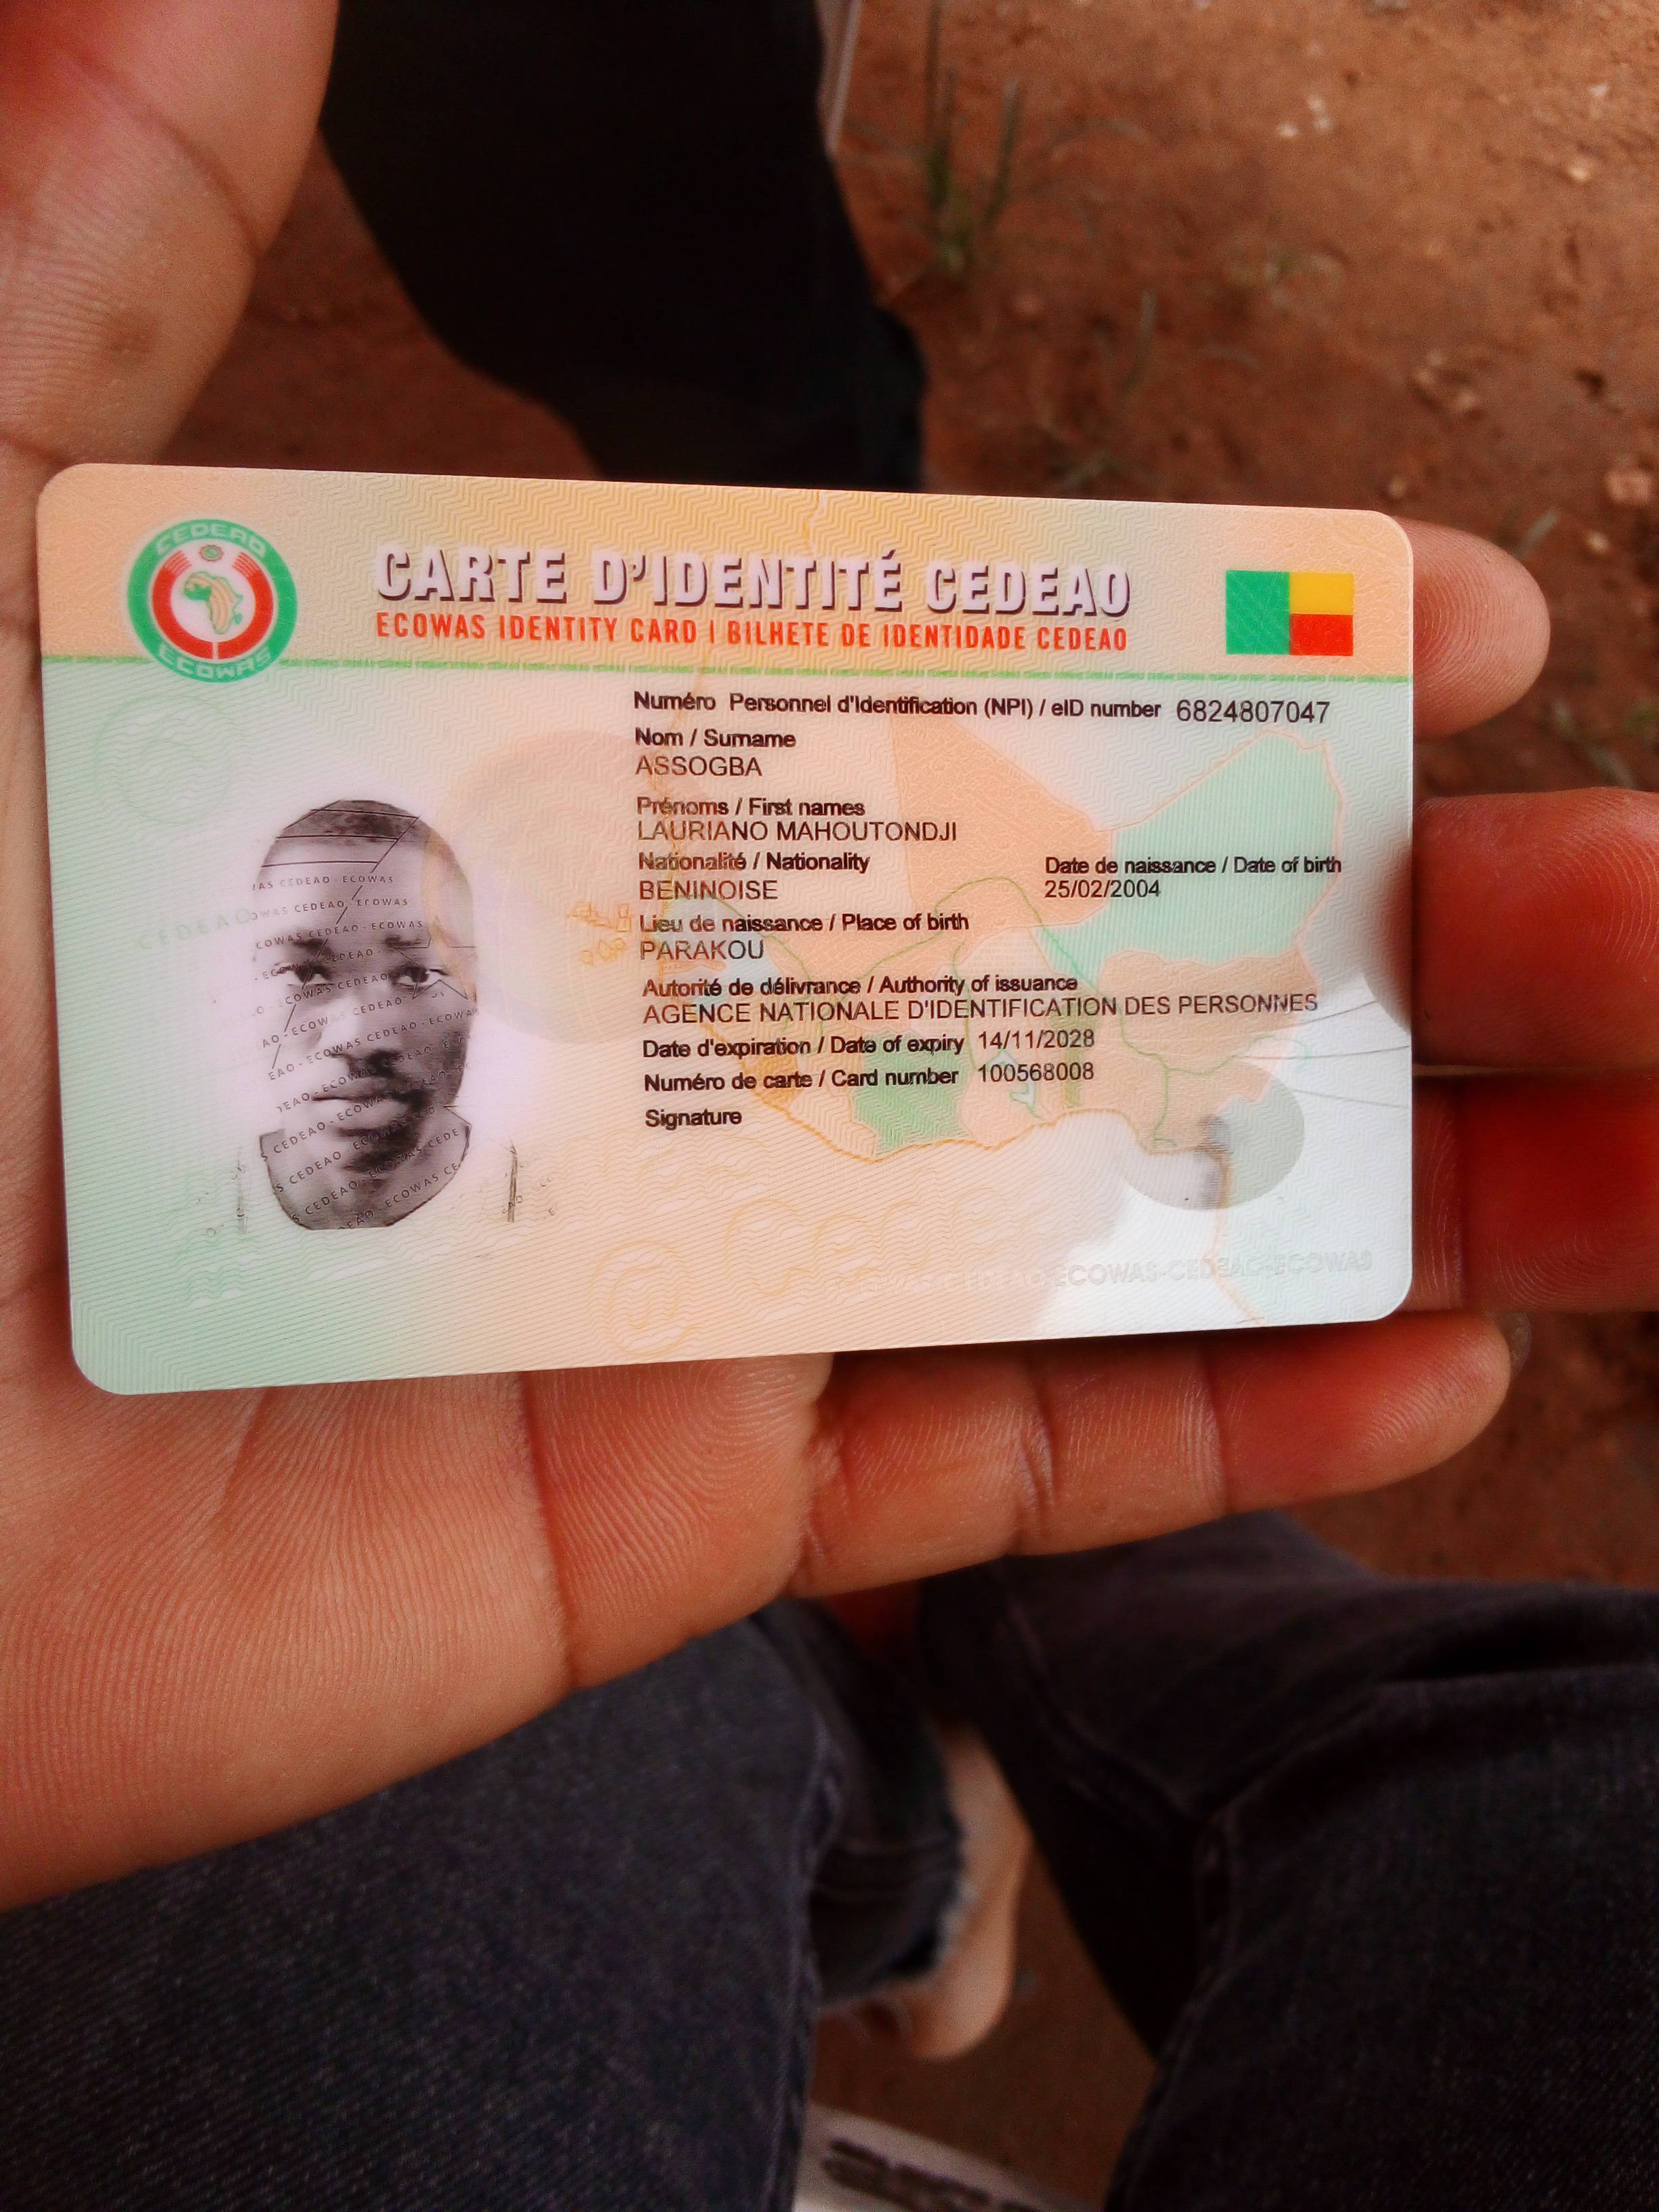 CEDEAO
ECOWAS
CARTE D'IDENTITÉ CEDEAO
ECOWAS IDENTITY CARD | BILHETE DE IDENTIDADE CEDEAO
Numéro Personnel d'Identification (NPI) / eID number 6824807047
Nom / Surname
ASSOGBA
Prénoms / First names
LAURIANO MAHOUTONDJI
Nationalité / Nationality Date de naissance / Date of birth
BENINOISE 25/02/2004
Lieu de naissance / Place of birth
PARAKOU
Autorité de délivrance / Authority of issuance
AGENCE NATIONALE D'IDENTIFICATION DES PERSONNES
Date d'expiration / Date of expiry 14/11/2028
Numéro de carte / Card number 100568008
Signature
CEDEAO-ECOWAS-CEDEAO-ECOWAS